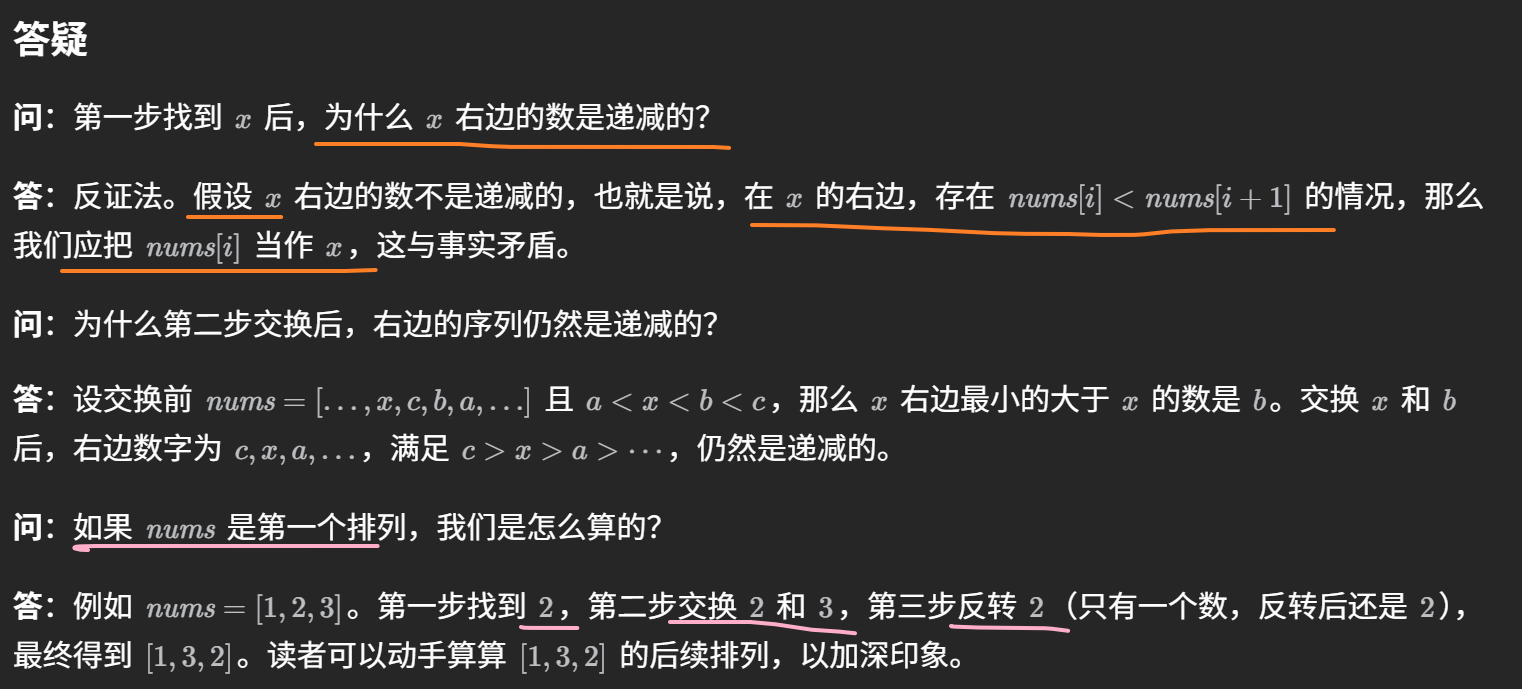 答疑
问：第一步找到 x 后，为什么 x 右边的数是递减的？
答：反证法。假设 x 右边的数不是递减的，也就是说，在 x 的右边，存在 nums[i] < nums[i + 1] 的情况，那么
我们应把 nums[i] 当作 x，这与事实矛盾。
问：为什么第二步交换后，右边的序列仍然是递减的？
答：设交换前 nums = [..., x, c, b, a, ...] 且 a < x < b < c，那么 x 右边最小的大于 x 的数是 b。交换 x 和 b
后，右边数字为 c, x, a, ...，满足 c > x > a > ⋯，仍然是递减的。
问：如果 nums 是第一个排列，我们是怎么算的？
答：例如 nums = [1, 2, 3]。第一步找到 2，第二步交换 2 和 3，第三步反转 2（只有一个数，反转后还是 2），
最终得到 [1, 3, 2]。读者可以动手算算 [1, 3, 2] 的后续排列，以加深印象。